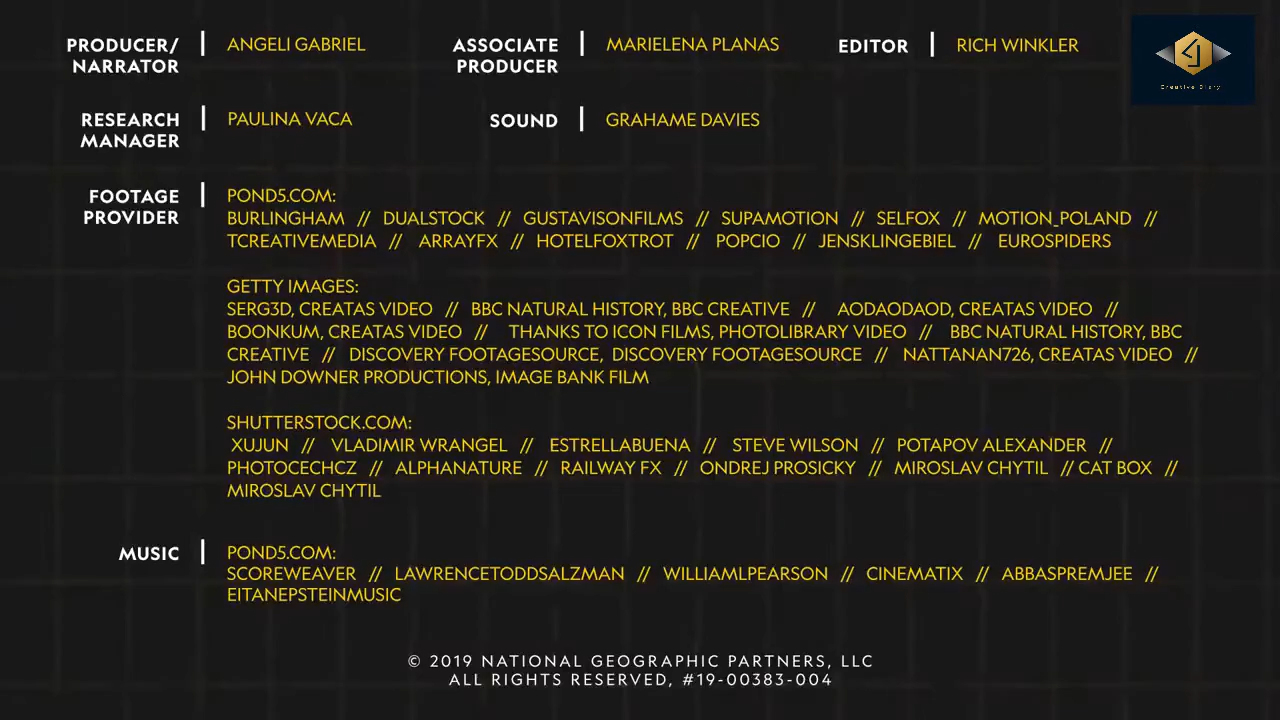 PRODUCER/ NARRATOR | ANGELI GABRIEL
ASSOCIATE PRODUCER | MARIELENA PLANAS
EDITOR | RICH WINKLER
Creative Diary
RESEARCH MANAGER | PAULINA VACA
SOUND | GRAHAME DAVIES
FOOTAGE PROVIDER | POND5.COM:
BURLINGHAM // DUALSTOCK // GUSTAVISONFILMS // SUPAMOTION // SELFOX // MOTION_POLAND //
TCREATIVEMEDIA // ARRAYFX // HOTELFOXTROT // POPCIO // JENSKLINGEBIEL // EUROSPIDERS
GETTY IMAGES:
SERG3D, CREATAS VIDEO // BBC NATURAL HISTORY, BBC CREATIVE // AODAODAOD, CREATAS VIDEO //
BOONKUM, CREATAS VIDEO // THANKS TO ICON FILMS, PHOTOLIBRARY VIDEO // BBC NATURAL HISTORY, BBC
CREATIVE // DISCOVERY FOOTAGESOURCE, DISCOVERY FOOTAGESOURCE // NATTANAN726, CREATAS VIDEO //
JOHN DOWNER PRODUCTIONS, IMAGE BANK FILM
SHUTTERSTOCK.COM:
XUJUN // VLADIMIR WRANGEL // ESTRELLABUENA // STEVE WILSON // POTAPOV ALEXANDER //
PHOTOCECHCZ // ALPHANATURE // RAILWAY FX // ONDREJ PROSICKY // MIROSLAV CHYTIL // CAT BOX //
MIROSLAV CHYTIL
MUSIC | POND5.COM:
SCOREWEAVER // LAWRENCETODDSALZMAN // WILLIAMLPEARSON // CINEMATIX // ABBASPREMJEE //
EITANEPSTEINMUSIC
© 2019 NATIONAL GEOGRAPHIC PARTNERS, LLC
ALL RIGHTS RESERVED, #19-00383-004